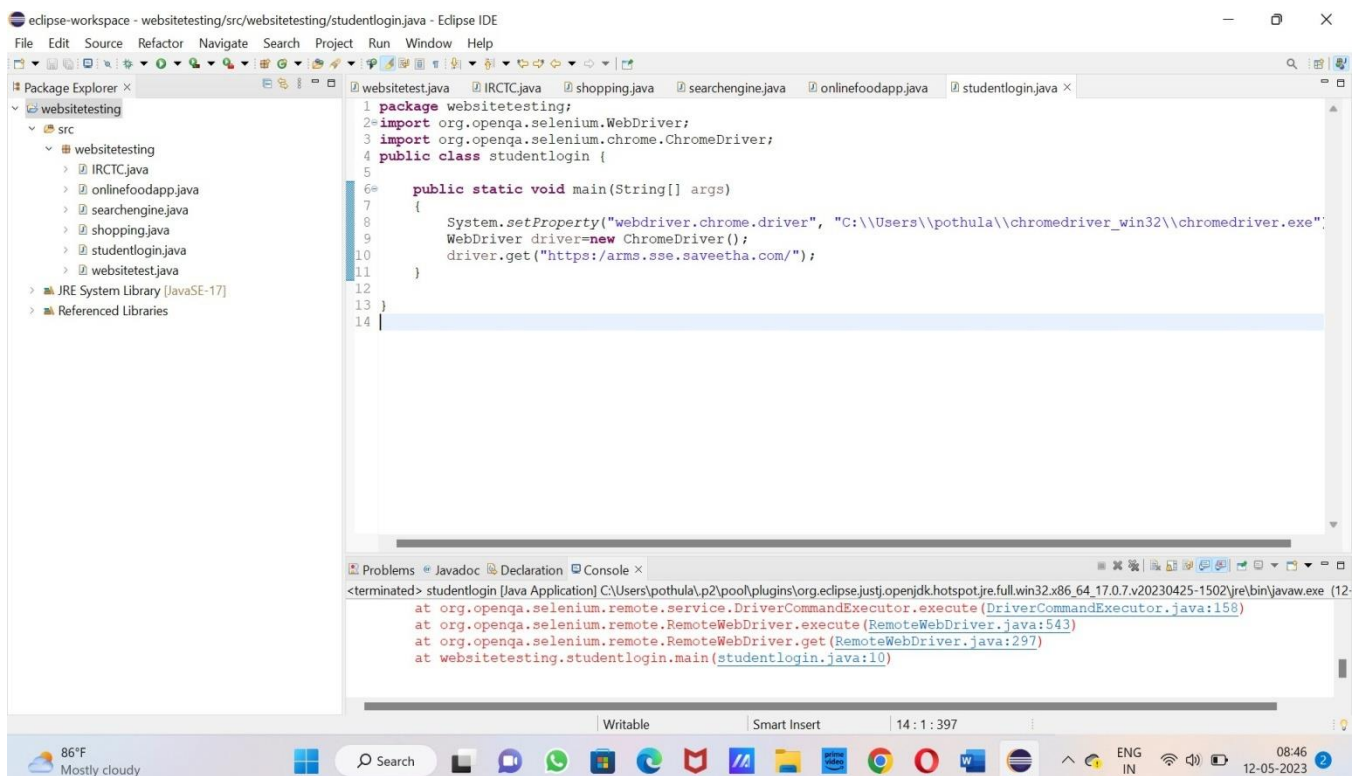 eclipse-workspace - websitetesting/src/websitetesting/studentlogin.java - Eclipse IDE
File Edit Source Refactor Navigate Search Project Run Window Help
Package Explorer ×
websitetesting
src
websitetesting
IRCTC.java
onlinefoodapp.java
searchengine.java
shopping.java
studentlogin.java
websitetest.java
JRE System Library [JavaSE-17]
Referenced Libraries
websitetest.java IRCTC.java shopping.java searchengine.java onlinefoodapp.java studentlogin.java ×
1 package websitetesting;
2 import org.openqa.selenium.WebDriver;
3 import org.openqa.selenium.chrome.ChromeDriver;
4 public class studentlogin {
5
6 public static void main(String[] args)
7 {
8 System.setProperty("webdriver.chrome.driver", "C:\\Users\\pothula\\chromedriver_win32\\chromedriver.exe")
9 WebDriver driver=new ChromeDriver();
10 driver.get("https:/arms.sse.saveetha.com/");
11 }
12
13 }
14
Problems Javadoc Declaration Console ×
<terminated> studentlogin [Java Application] C:\Users\pothula\.p2\pool\plugins\org.eclipse.justj.openjdk.hotspot.jre.full.win32.x86_64_17.0.7.v20230425-1502\jre\bin\javaw.exe (12-
at org.openqa.selenium.remote.service.DriverCommandExecutor.execute(DriverCommandExecutor.java:158)
at org.openqa.selenium.remote.RemoteWebDriver.execute(RemoteWebDriver.java:543)
at org.openqa.selenium.remote.RemoteWebDriver.get(RemoteWebDriver.java:297)
at websitetesting.studentlogin.main(studentlogin.java:10)
Writable Smart Insert 14 : 1 : 397
86°F
Mostly cloudy
Search
prime video
ENG
IN
08:46
12-05-2023
2